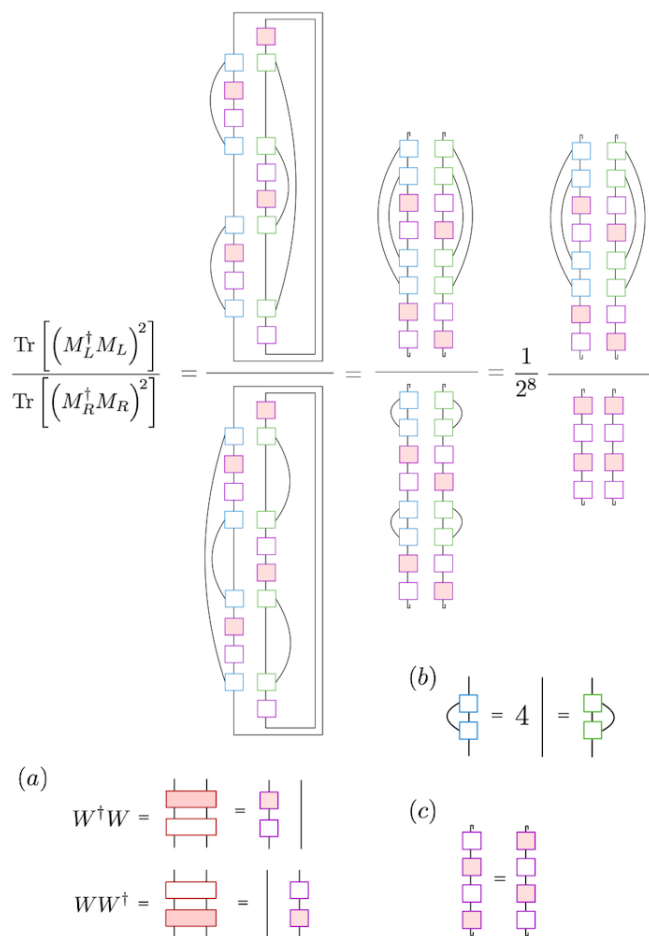 Tr[(M_L^† M_L)^2]
Tr[(M_R^† M_R)^2]
= = = 1
2^8
(b)
= 4 | =
(a)
W^†W = =
(c)
=
WW^† = =